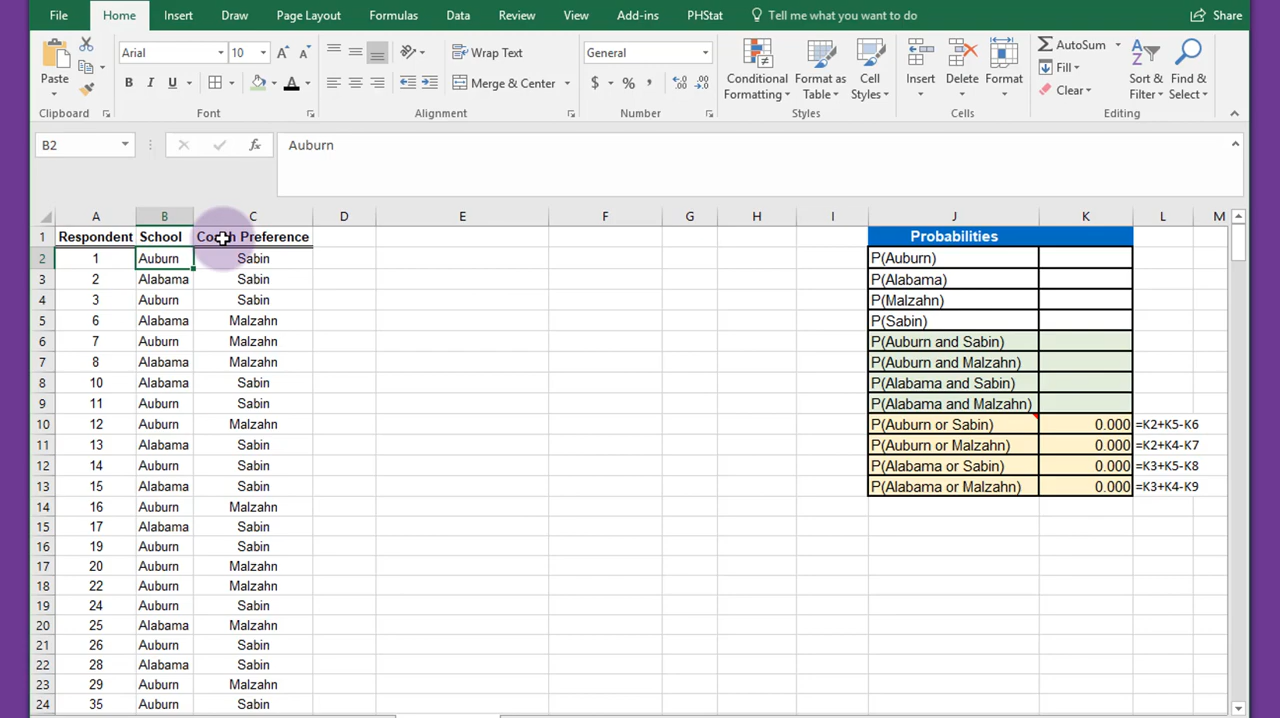 File Home Insert Draw Page Layout Formulas Data Review View Add-ins PHStat Tell me what you want to do Share
Paste Arial 10 A A Wrap Text General AutoSum
B I U A Merge & Center $ % , Conditional Formatting Format as Table Cell Styles Insert Delete Format Fill Clear Sort & Filter Find & Select
Clipboard Font Alignment Number Styles Cells Editing
B2 fx Auburn
A B C D E F G H I J K L M
1 Respondent School Coach Preference Probabilities
2 1 Auburn Sabin P(Auburn)
3 2 Alabama Sabin P(Alabama)
4 3 Auburn Sabin P(Malzahn)
5 6 Alabama Malzahn P(Sabin)
6 7 Auburn Malzahn P(Auburn and Sabin)
7 8 Alabama Malzahn P(Auburn and Malzahn)
8 10 Alabama Sabin P(Alabama and Sabin)
9 11 Auburn Sabin P(Alabama and Malzahn)
10 12 Auburn Malzahn P(Auburn or Sabin) 0.000 =K2+K5-K6
11 13 Alabama Sabin P(Auburn or Malzahn) 0.000 =K2+K4-K7
12 14 Auburn Sabin P(Alabama or Sabin) 0.000 =K3+K5-K8
13 15 Alabama Sabin P(Alabama or Malzahn) 0.000 =K3+K4-K9
14 16 Auburn Malzahn
15 17 Alabama Sabin
16 19 Auburn Sabin
17 20 Auburn Malzahn
18 22 Auburn Malzahn
19 24 Auburn Sabin
20 25 Alabama Malzahn
21 26 Auburn Sabin
22 28 Alabama Sabin
23 29 Auburn Malzahn
24 35 Auburn Sabin